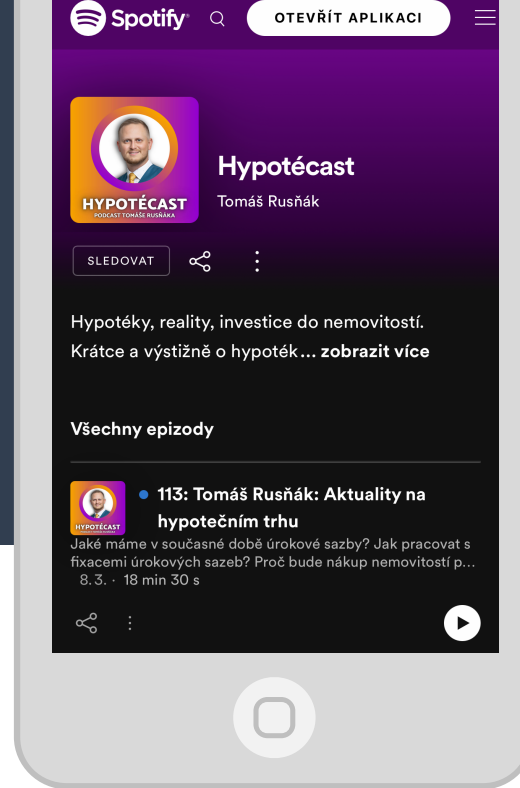 Spotify
OTEVŘÍT APLIKACI
HYPOTÉCAST
PODCAST TOMÁŠE RUSŇÁKA
Hypotécast
Tomáš Rusňák
SLEDOVAT
Hypotéky, reality, investice do nemovitostí.
Krátce a výstižně o hypoték... zobrazit více
Všechny epizody
HYPOTÉCAST
113: Tomáš Rusňák: Aktuality na
hypotečním trhu
Jaké máme v současné době úrokové sazby? Jak pracovat s
fixacemi úrokových sazeb? Proč bude nákup nemovitostí p...
8. 3. · 18 min 30 s